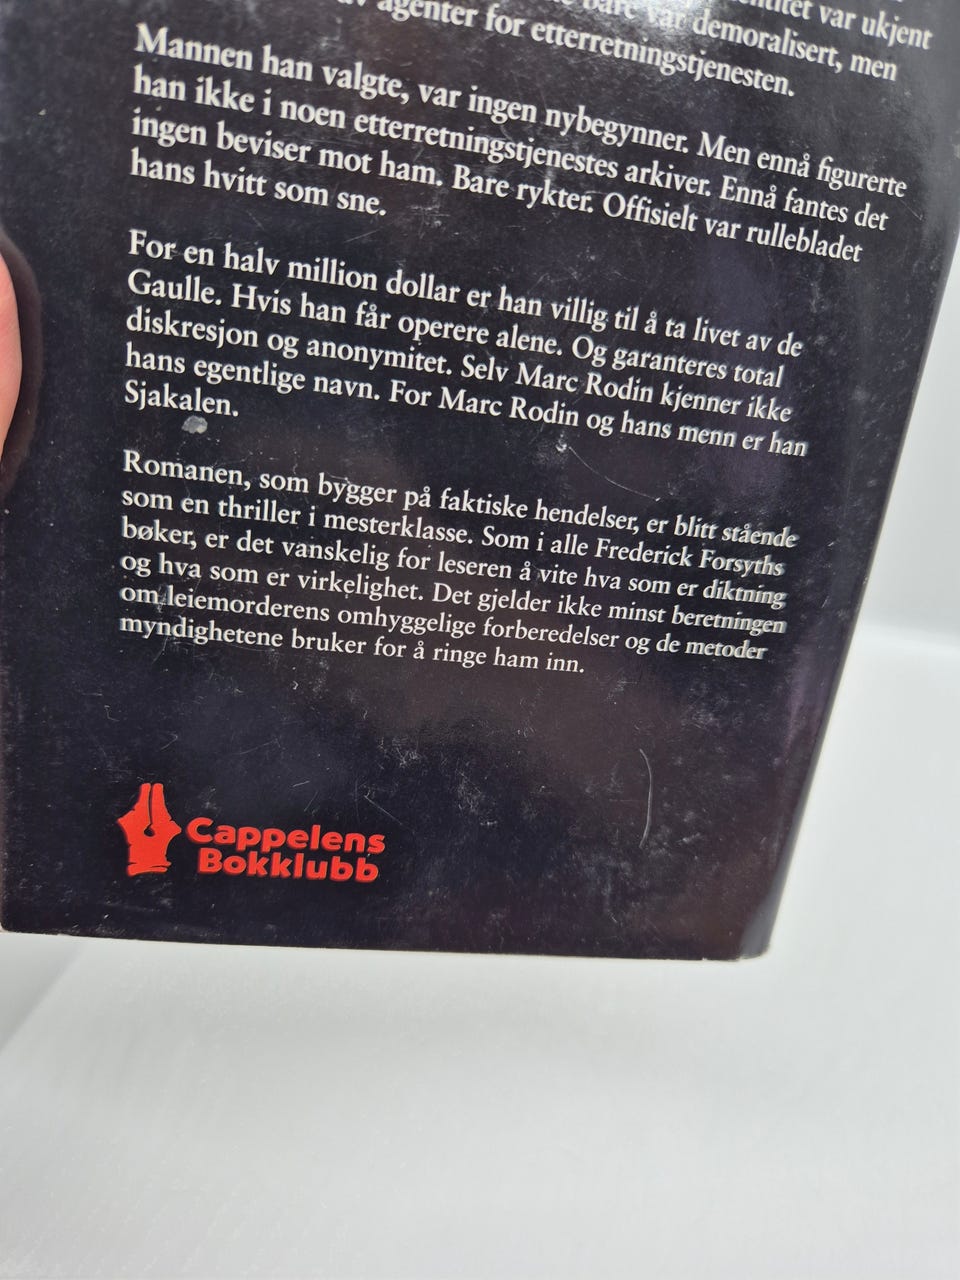 var ukjent
agenter for etterretningstjenesten. demoralisert, men
Mannen han valgte, var ingen nybegynner. Men ennå figurerte
han ikke i noen etterretningstjenestes arkiver. Ennå fantes det
ingen beviser mot ham. Bare rykter. Offisielt var rullebladet
hans hvitt som sne.
For en halv million dollar er han villig til å ta livet av de
Gaulle. Hvis han får operere alene. Og garanteres total
diskresjon og anonymitet. Selv Marc Rodin kjenner ikke
hans egentlige navn. For Marc Rodin og hans menn er han
Sjakalen.
Romanen, som bygger på faktiske hendelser, er blitt stående
som en thriller i mesterklasse. Som i alle Frederick Forsyths
bøker, er det vanskelig for leseren å vite hva som er diktning
og hva som er virkelighet. Det gjelder ikke minst beretningen
om leiemorderens omhyggelige forberedelser og de metoder
myndighetene bruker for å ringe ham inn.
Cappelens
Bokklubb